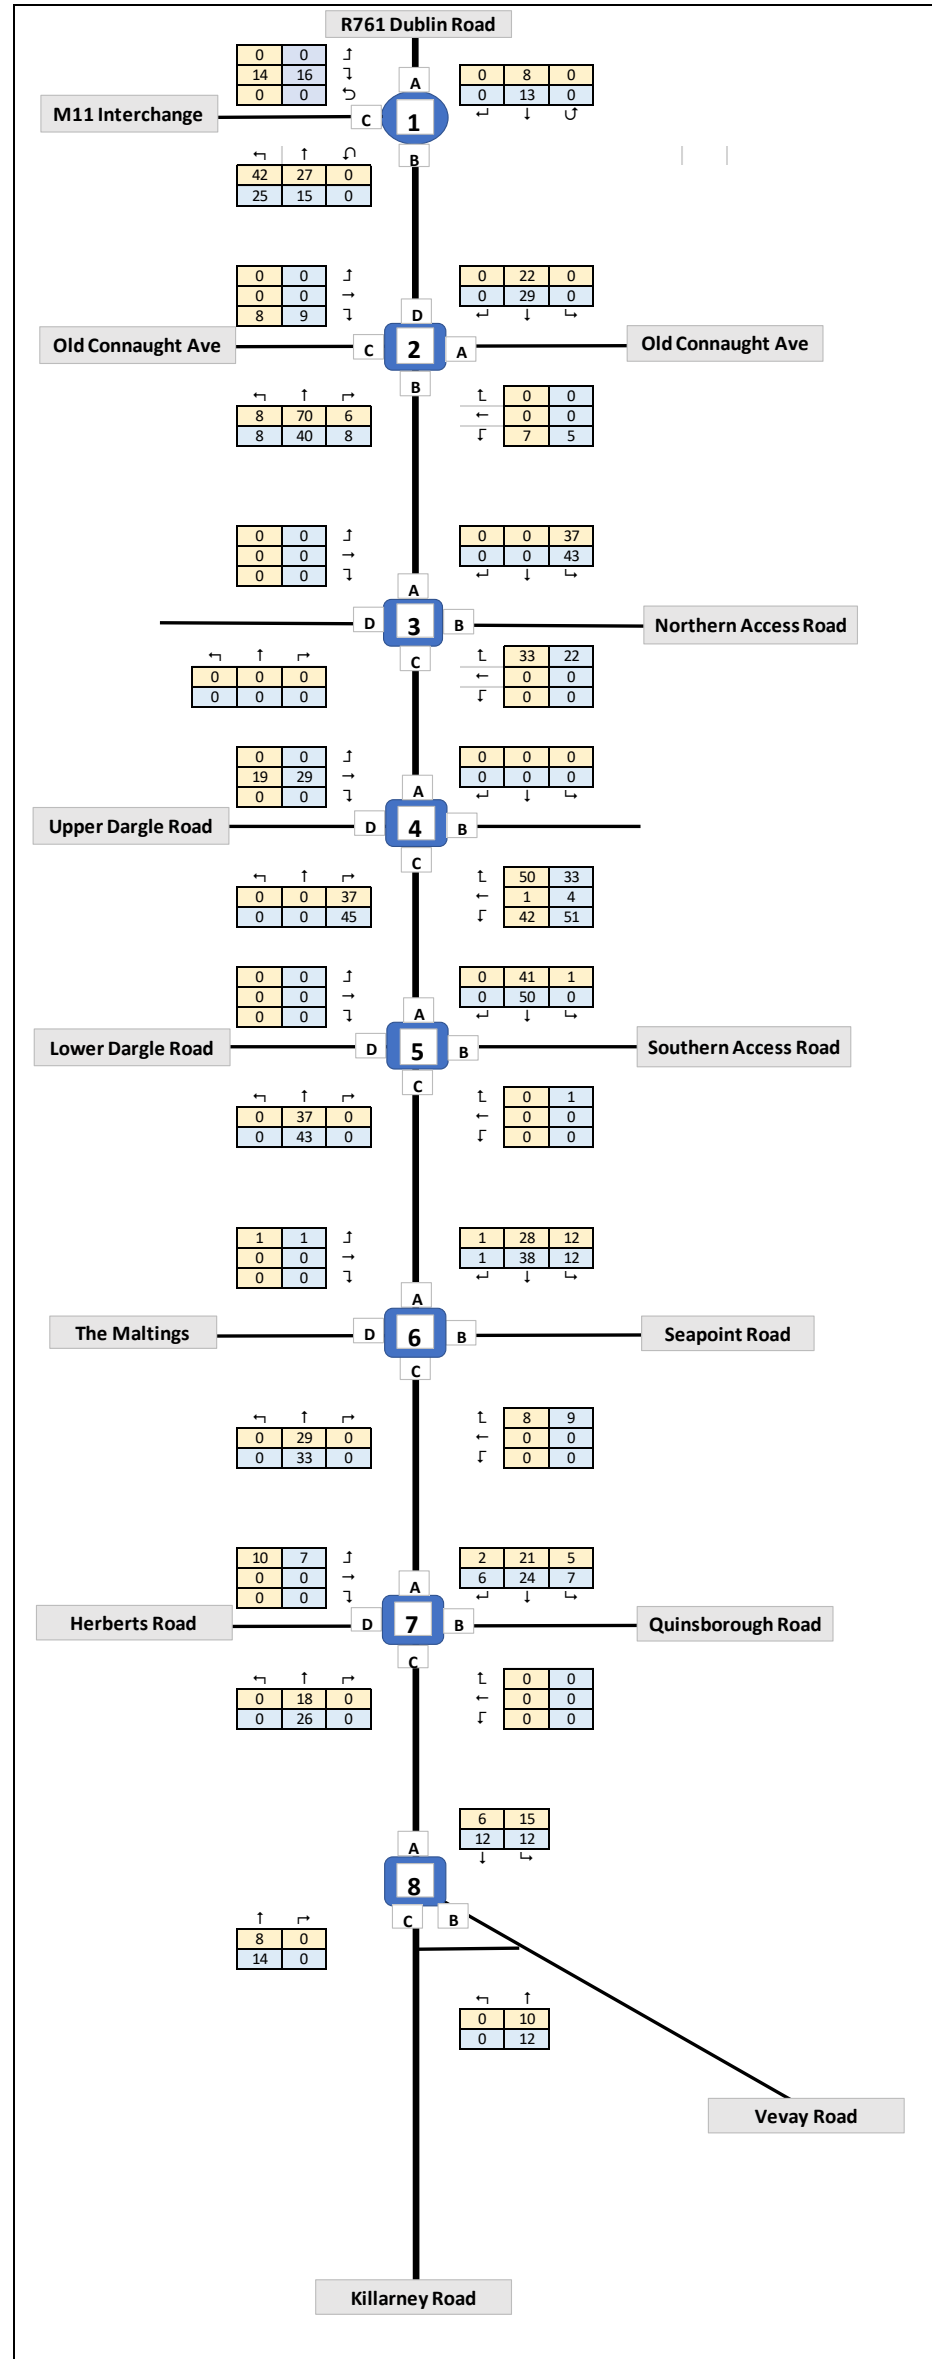 R761 Dublin Road
0 0 ⮥
14 16 ⮧
0 0 ⮌
A
0 8 0
0 13 0
↵ ↓ ⮍
M11 Interchange
C
1
B
↰ ↑ ↶
42 27 0
25 15 0
0 0 ⮥
0 0 →
8 9 ⮧
0 22 0
0 29 0
↵ ↓ ↳
D
Old Connaught Ave
C
2
A
Old Connaught Ave
B
↰ ↑ ↱
8 70 6
8 40 8
↰ 0 0
← 0 0
↲ 7 5
0 0 ⮥
0 0 →
0 0 ⮧
0 0 37
0 0 43
↵ ↓ ↳
A
D
3
B
Northern Access Road
C
↰ ↑ ↱
0 0 0
0 0 0
↰ 33 22
← 0 0
↲ 0 0
0 0 ⮥
19 29 →
0 0 ⮧
0 0 0
0 0 0
↵ ↓ ↳
A
Upper Dargle Road
D
4
B
C
↰ ↑ ↱
0 0 37
0 0 45
↰ 50 33
← 1 4
↲ 42 51
0 0 ⮥
0 0 →
0 0 ⮧
0 41 1
0 50 0
↵ ↓ ↳
A
Lower Dargle Road
D
5
B
Southern Access Road
C
↰ ↑ ↱
0 37 0
0 43 0
↰ 0 1
← 0 0
↲ 0 0
1 1 ⮥
0 0 →
0 0 ⮧
1 28 12
1 38 12
↵ ↓ ↳
A
The Maltings
D
6
B
Seapoint Road
C
↰ ↑ ↱
0 29 0
0 33 0
↰ 8 9
← 0 0
↲ 0 0
10 7 ⮥
0 0 →
0 0 ⮧
2 21 5
6 24 7
↵ ↓ ↳
A
Herberts Road
D
7
B
Quinsborough Road
C
↰ ↑ ↱
0 18 0
0 26 0
↰ 0 0
← 0 0
↲ 0 0
6 15
12 12
↓ ↳
A
8
C
B
↑ ↱
8 0
14 0
↰ ↑
0 10
0 12
Vevay Road
Killarney Road